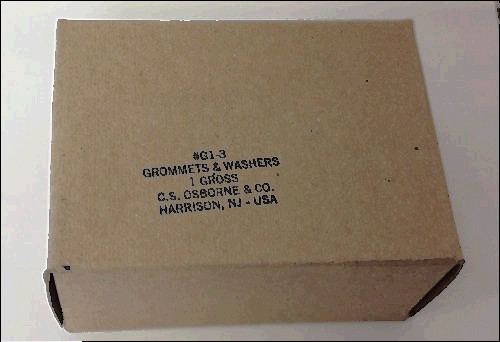 #G1-3
GROMMETS & WASHERS
1 GROSS
C.S. OSBORNE & CO.
HARRISON, NJ - USA